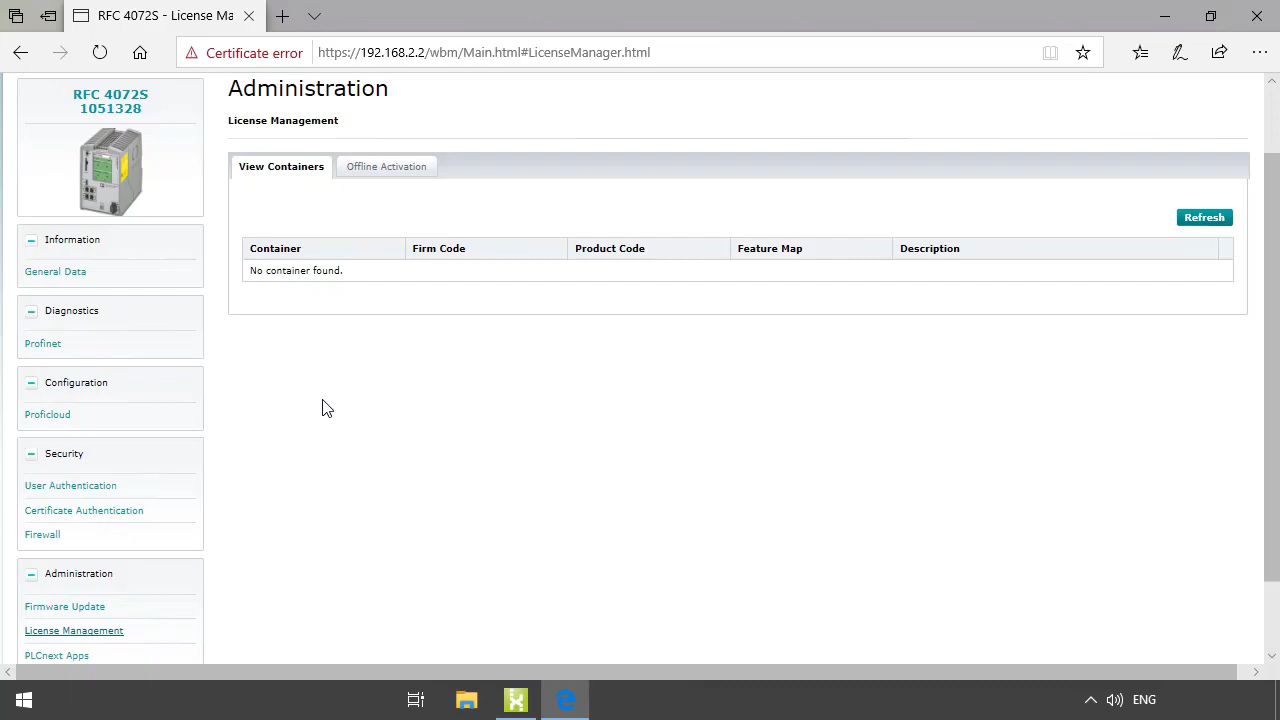 RFC 4072S - License Ma
Certificate error
https://192.168.2.2/wbm/Main.html#LicenseManager.html
RFC 4072S
1051328
Information
General Data
Diagnostics
Profinet
Configuration
Proficloud
Security
User Authentication
Certificate Authentication
Firewall
Administration
Firmware Update
License Management
PLCnext Apps
Administration
License Management
View Containers
Offline Activation
Refresh
Container Firm Code Product Code Feature Map Description
No container found.
ENG